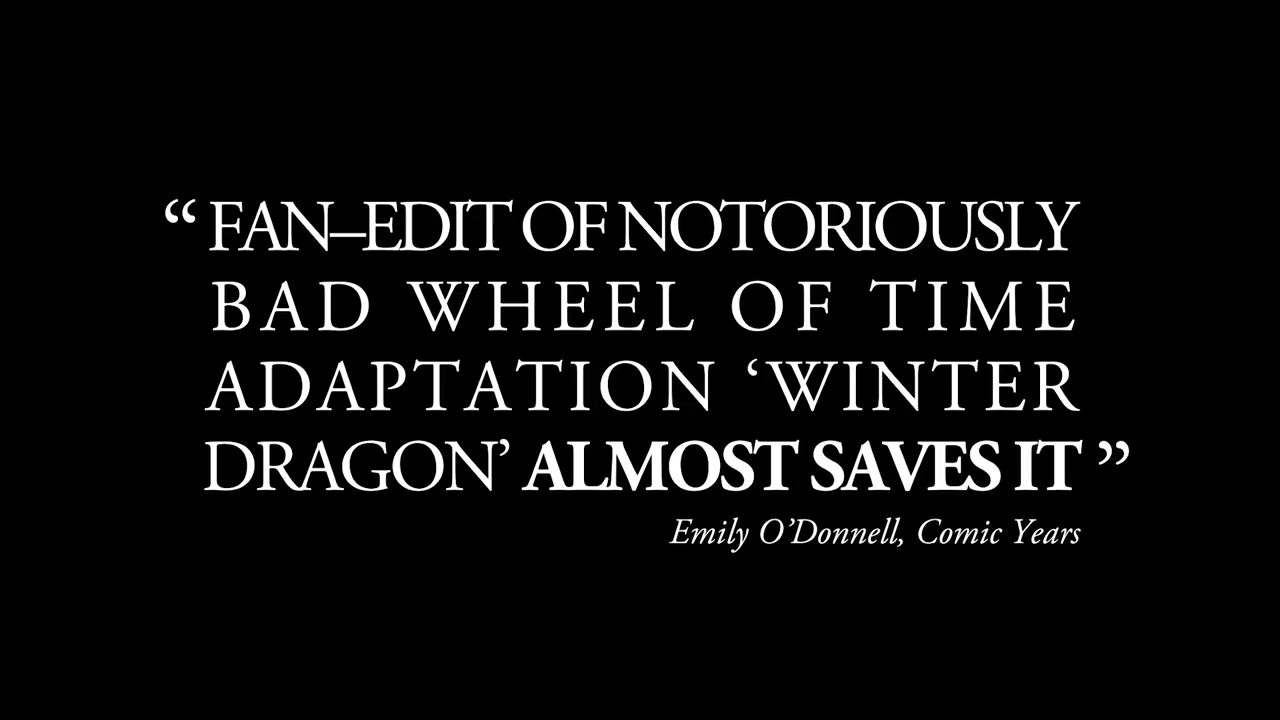 “ FAN–EDIT OF NOTORIOUSLY
BAD WHEEL OF TIME
ADAPTATION ‘WINTER
DRAGON’ ALMOST SAVES IT ”
Emily O’Donnell, Comic Years